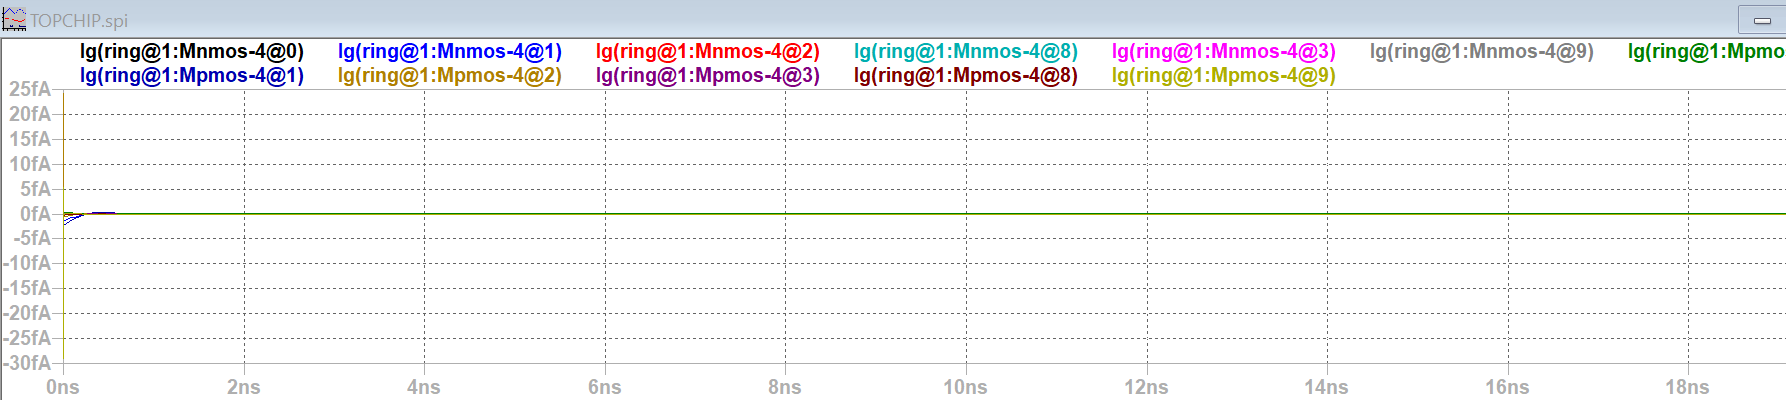 TOPCHIP.spi
Ig(ring@1:Mnmos-4@0) Ig(ring@1:Mnmos-4@1) Ig(ring@1:Mnmos-4@2) Ig(ring@1:Mnmos-4@8) Ig(ring@1:Mnmos-4@3) Ig(ring@1:Mnmos-4@9) Ig(ring@1:Mpmo
Ig(ring@1:Mpmos-4@1) Ig(ring@1:Mpmos-4@2) Ig(ring@1:Mpmos-4@3) Ig(ring@1:Mpmos-4@8) Ig(ring@1:Mpmos-4@9)
25fA
20fA
15fA
10fA
5fA
0fA
-5fA
-10fA
-15fA
-20fA
-25fA
-30fA
0ns 2ns 4ns 6ns 8ns 10ns 12ns 14ns 16ns 18ns